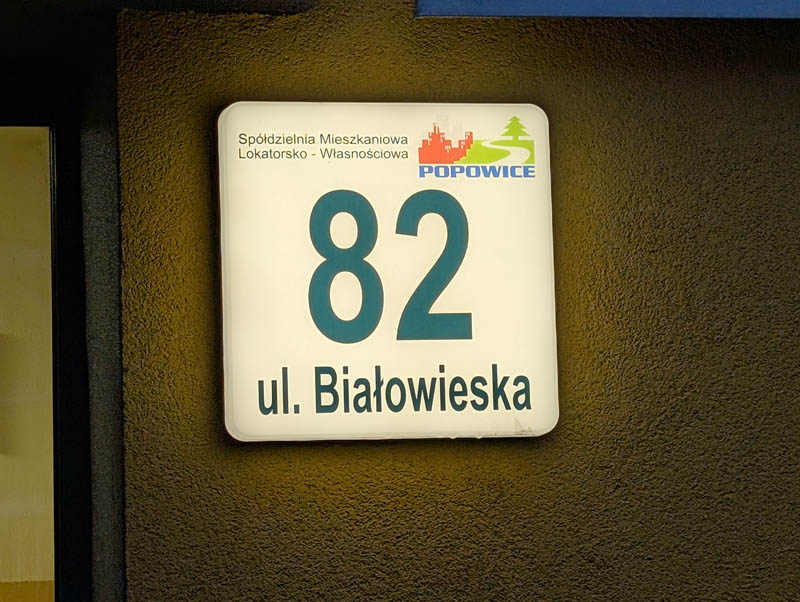 Spółdzielnia Mieszkaniowa
Lokatorsko - Własnościowa
POPOWICE
82
ul. Białowieska